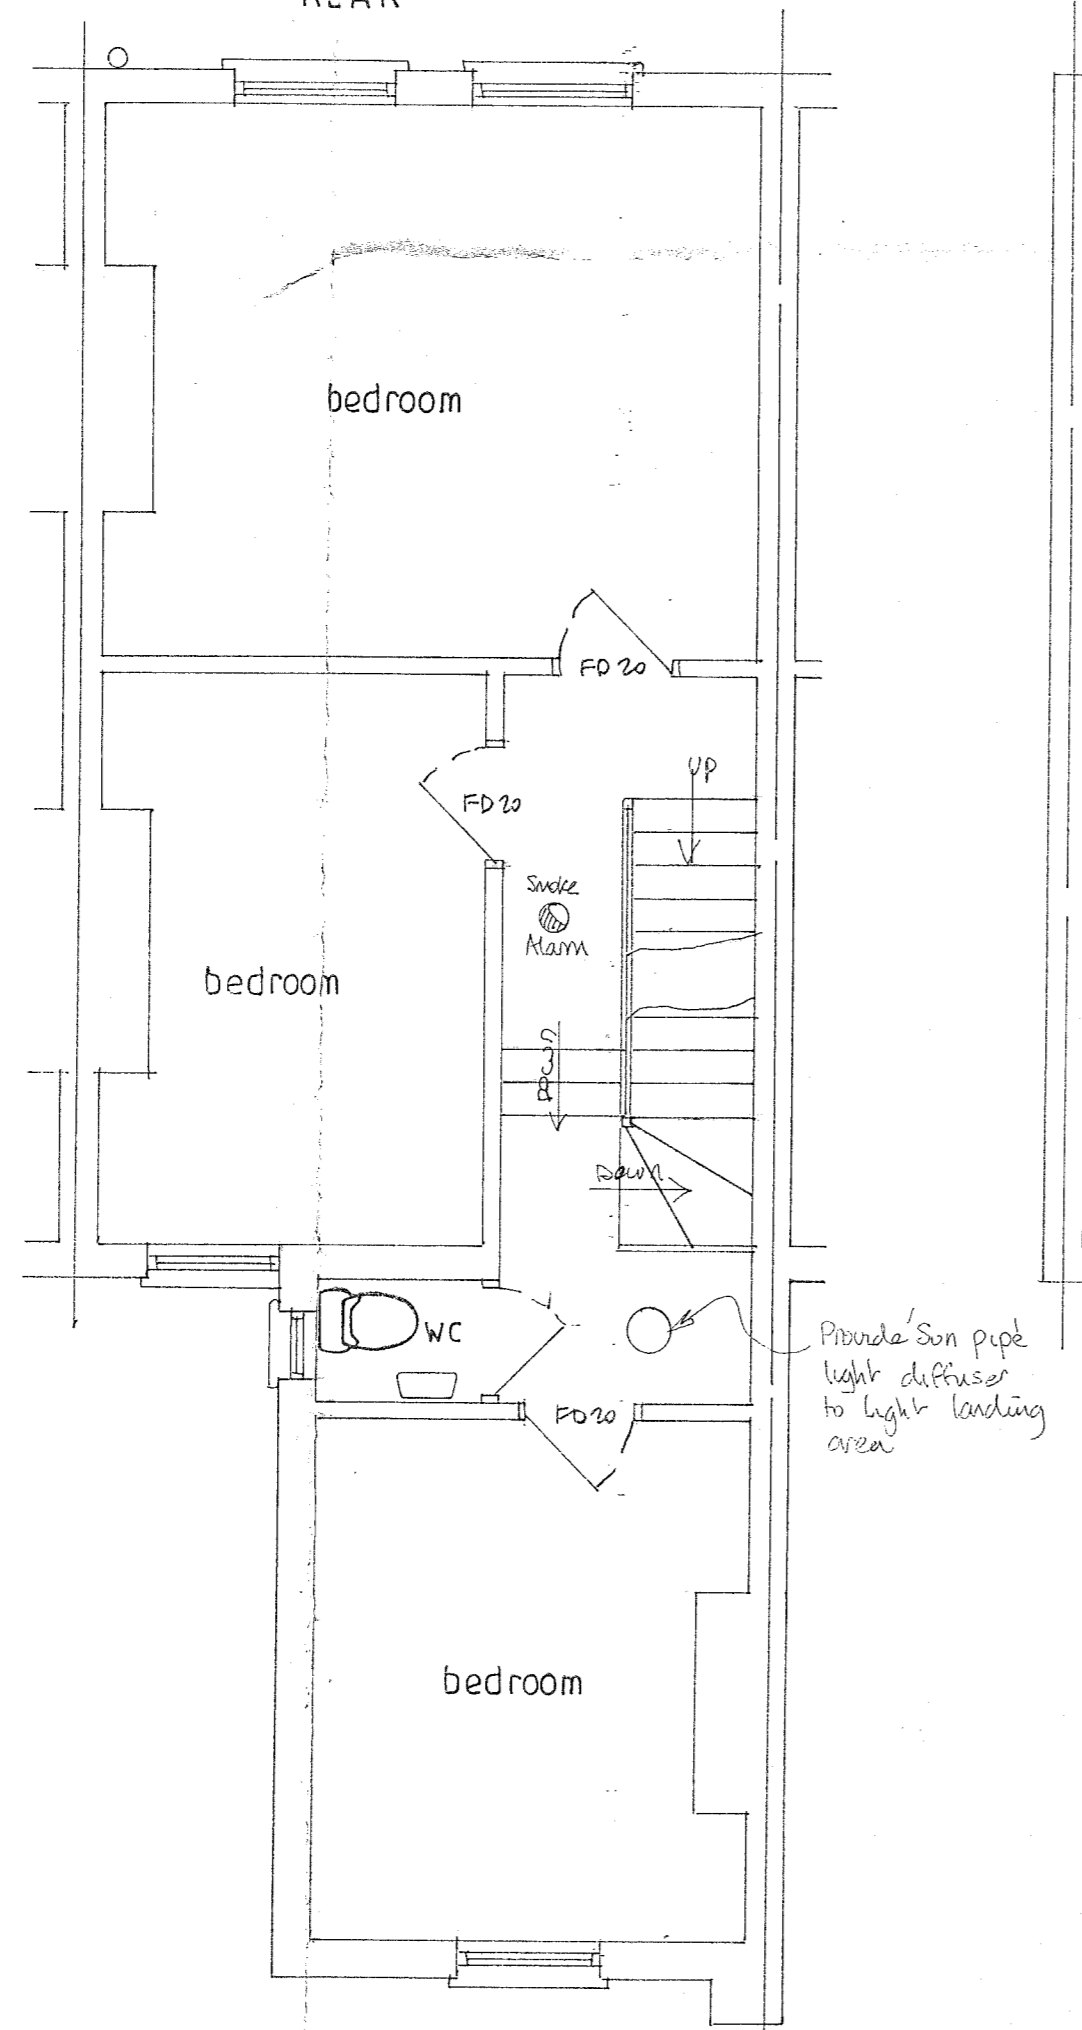 REAR
bedroom
FD 20
UP
FD 20
Smoke
Alarm
bedroom
DOWN
DOWN
WC
Provide 'Sun pipe'
light diffuser
to light landing
area
FD 20
bedroom